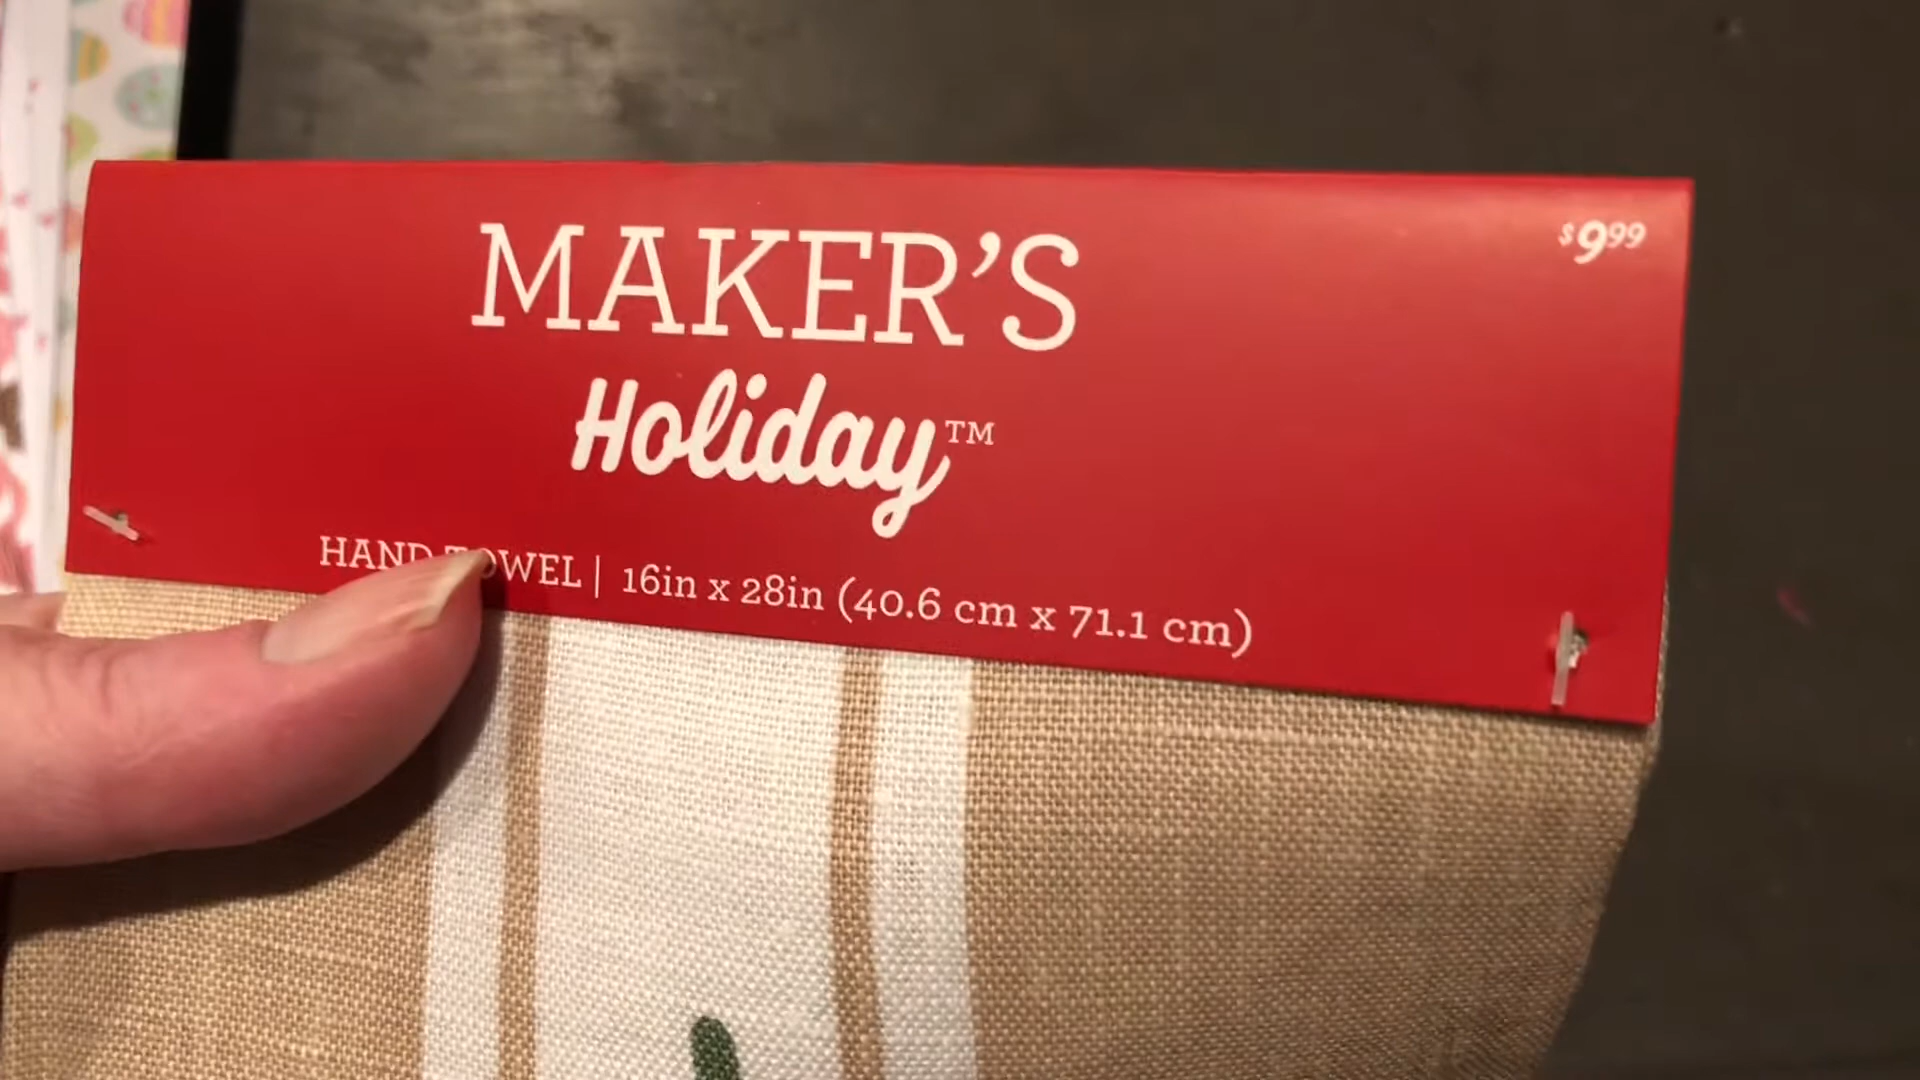 $9.99
MAKER'S
Holiday™
HAND TOWEL | 16in x 28in (40.6 cm x 71.1 cm)